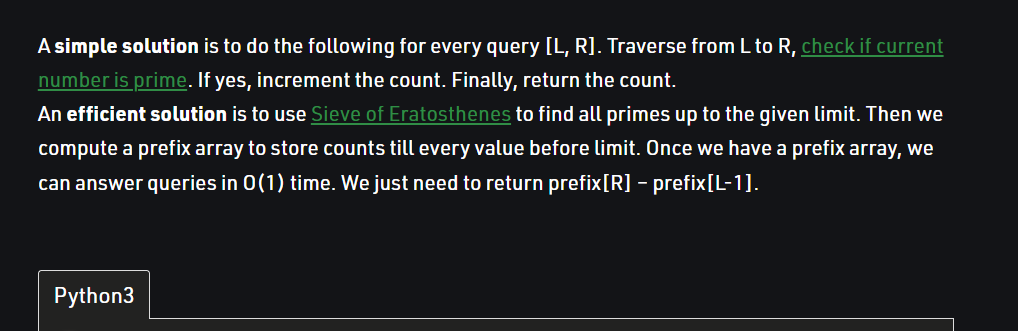 A simple solution is to do the following for every query [L, R]. Traverse from L to R, check if current
number is prime. If yes, increment the count. Finally, return the count.
An efficient solution is to use Sieve of Eratosthenes to find all primes up to the given limit. Then we
compute a prefix array to store counts till every value before limit. Once we have a prefix array, we
can answer queries in O(1) time. We just need to return prefix[R] – prefix[L-1].
Python3